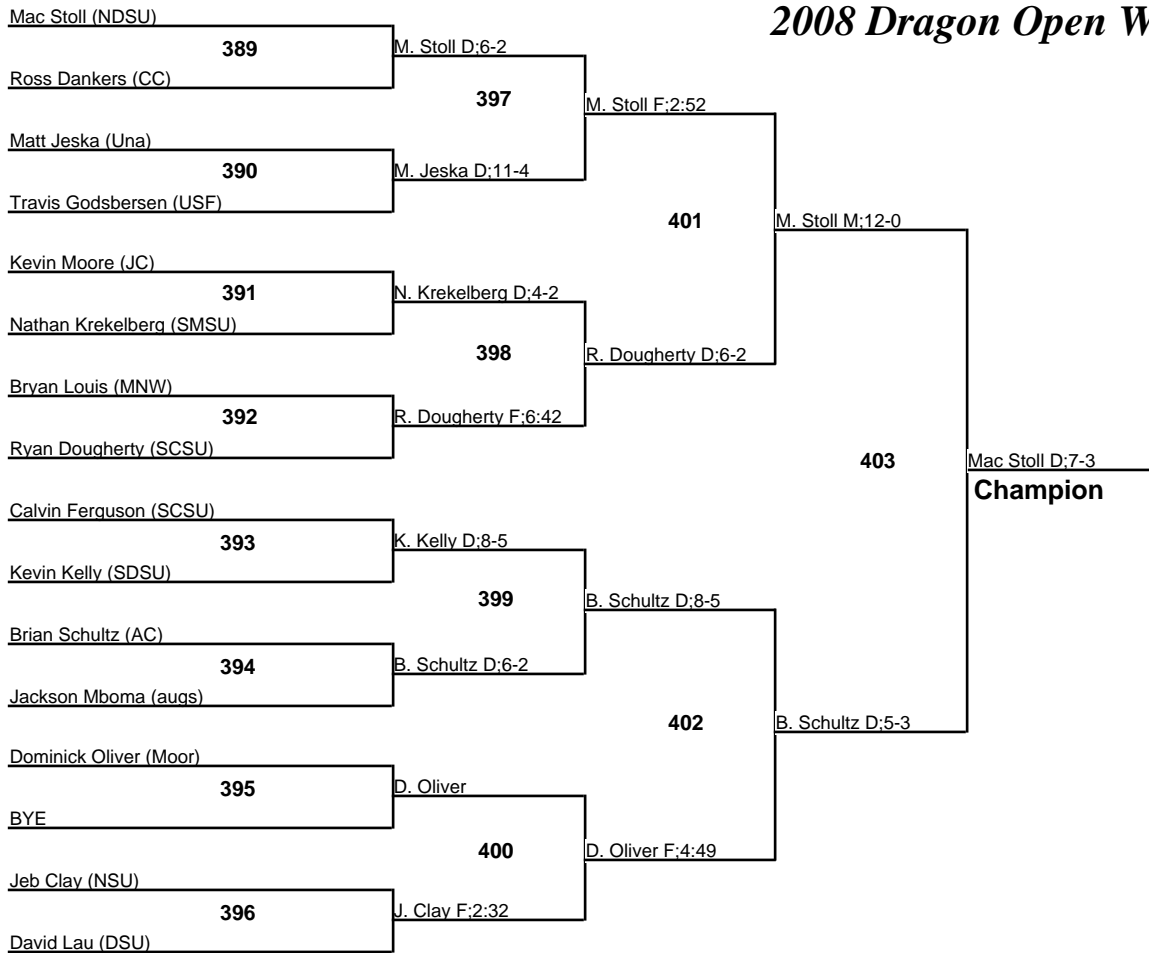 2008 Dragon Open W
Mac Stoll (NDSU)
389
M. Stoll D;6-2
Ross Dankers (CC)
397
M. Stoll F;2:52
Matt Jeska (Una)
390
M. Jeska D;11-4
Travis Godsbersen (USF)
401
M. Stoll M;12-0
Kevin Moore (JC)
391
N. Krekelberg D;4-2
Nathan Krekelberg (SMSU)
398
R. Dougherty D;6-2
Bryan Louis (MNW)
392
R. Dougherty F;6:42
Ryan Dougherty (SCSU)
403
Mac Stoll D;7-3
Champion
Calvin Ferguson (SCSU)
393
K. Kelly D;8-5
Kevin Kelly (SDSU)
399
B. Schultz D;8-5
Brian Schultz (AC)
394
B. Schultz D;6-2
Jackson Mboma (augs)
402
B. Schultz D;5-3
Dominick Oliver (Moor)
395
D. Oliver
BYE
400
D. Oliver F;4:49
Jeb Clay (NSU)
396
J. Clay F;2:32
David Lau (DSU)